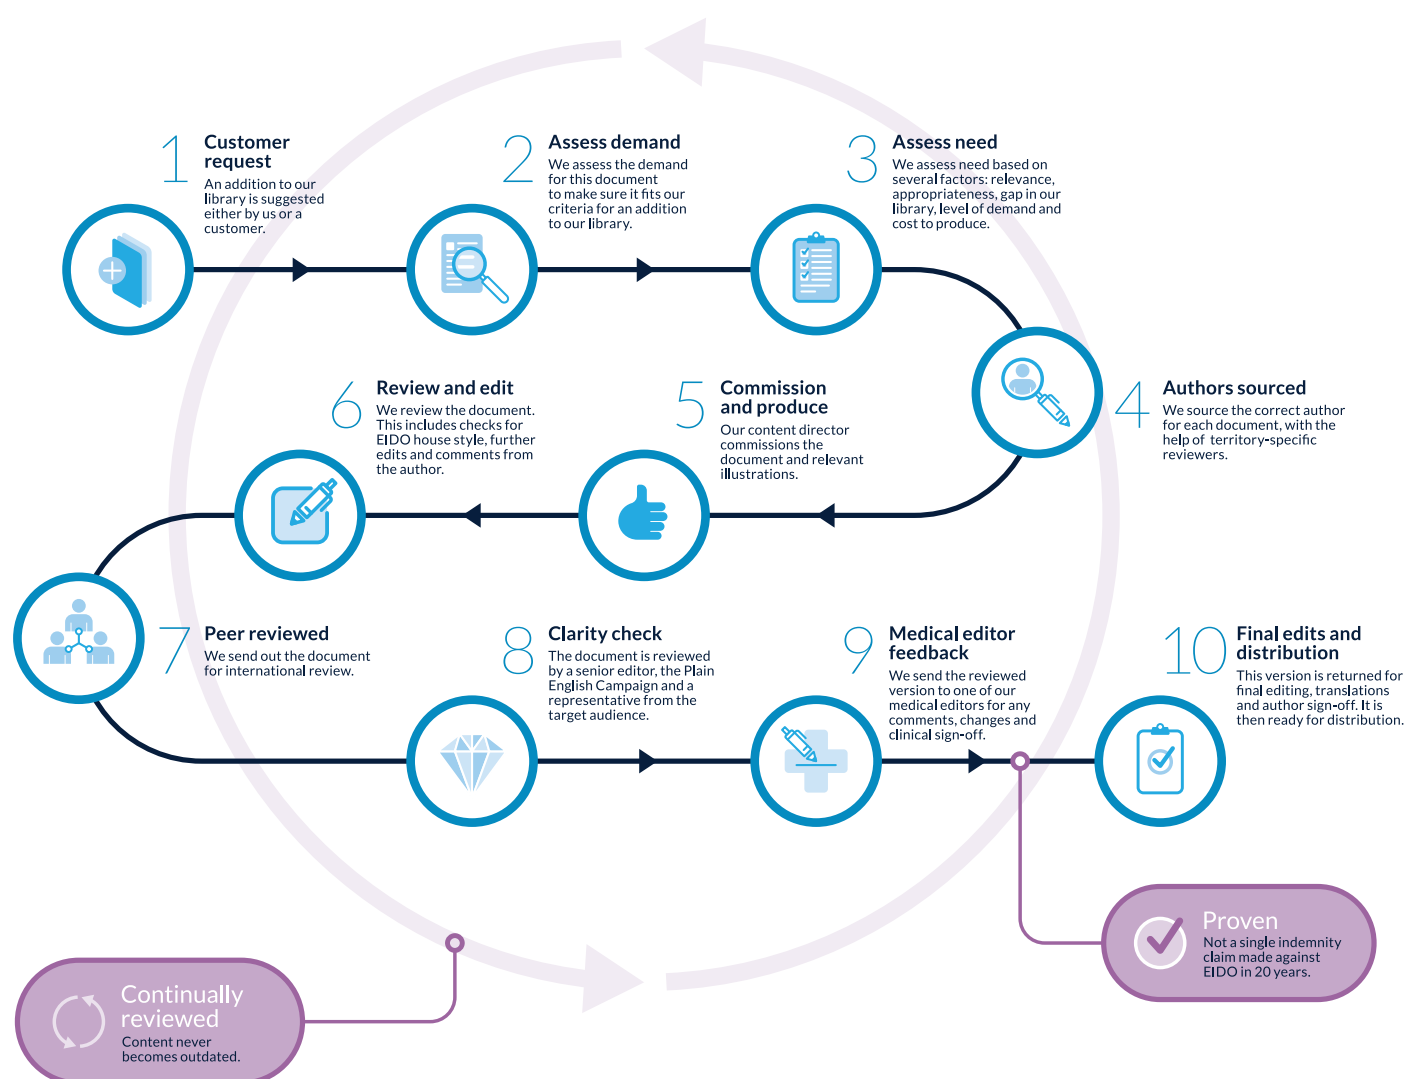 1
Customer
request
An addition to our
library is suggested
either by us or a
customer.
2
Assess demand
We assess the demand
for this document
to make sure it fits our
criteria for an addition
to our library.
3
Assess need
We assess need based on
several factors: relevance,
appropriateness, gap in our
library, level of demand and
cost to produce.
4
Authors sourced
We source the correct author
for each document, with the
help of territory-specific
reviewers.
5
Commission
and produce
Our content director
commissions the
document and relevant
illustrations.
6
Review and edit
We review the document.
This includes checks for
EIDO house style, further
edits and comments from
the author.
7
Peer reviewed
We send out the document
for international review.
8
Clarity check
The document is reviewed
by a senior editor, the Plain
English Campaign and a
representative from the
target audience.
9
Medical editor
feedback
We send the reviewed
version to one of our
medical editors for any
comments, changes and
clinical sign-off.
10
Final edits and
distribution
This version is returned for
final editing, translations
and author sign-off. It is
then ready for distribution.
Proven
Not a single indemnity
claim made against
EIDO in 20 years.
Continually
reviewed
Content never
becomes outdated.